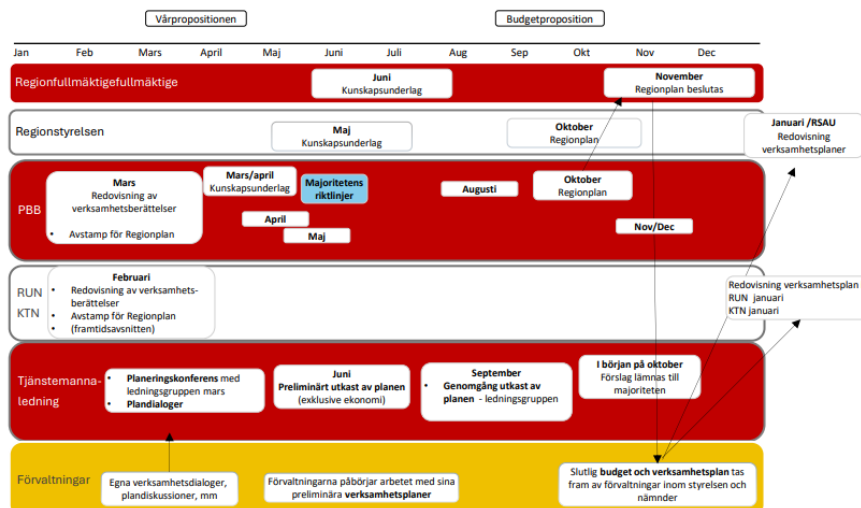 Vårpropositionen
Budgetproposition
Jan Feb Mars April Maj Juni Juli Aug Sep Okt Nov Dec
Regionfullmäktigefullmäktige
Juni
Kunskapsunderlag
November
Regionplan beslutas
Regionstyrelsen
Maj
Kunskapsunderlag
Oktober
Regionplan
Januari /RSAU
Redovisning
verksamhetsplaner
PBB
Mars
Redovisning av
verksamhetsberättelser
• Avstamp för Regionplan
Mars/april
Kunskapsunderlag
Majoritetens
riktlinjer
April
Maj
Augusti
Oktober
Regionplan
Nov/Dec
RUN
KTN
Februari
• Redovisning av verksamhets-
berättelser
• Avstamp för Regionplan
• (framtidsavsnitten)
Redovisning verksamhetsplan
RUN januari
KTN januari
Tjänstemanna-
ledning
• Planeringskonferens med
ledningsgruppen mars
• Plandialoger
Juni
Preliminärt utkast av planen
(exklusive ekonomi)
September
• Genomgång utkast av
planen - ledningsgruppen
I början på oktober
Förslag lämnas till
majoriteten
Förvaltningar
Egna verksamhetsdialoger,
plandiskussioner, mm
Förvaltningarna påbörjar arbetet med sina
preliminära verksamhetsplaner
Slutlig budget och verksamhetsplan tas
fram av förvaltningar inom styrelsen och
nämnder